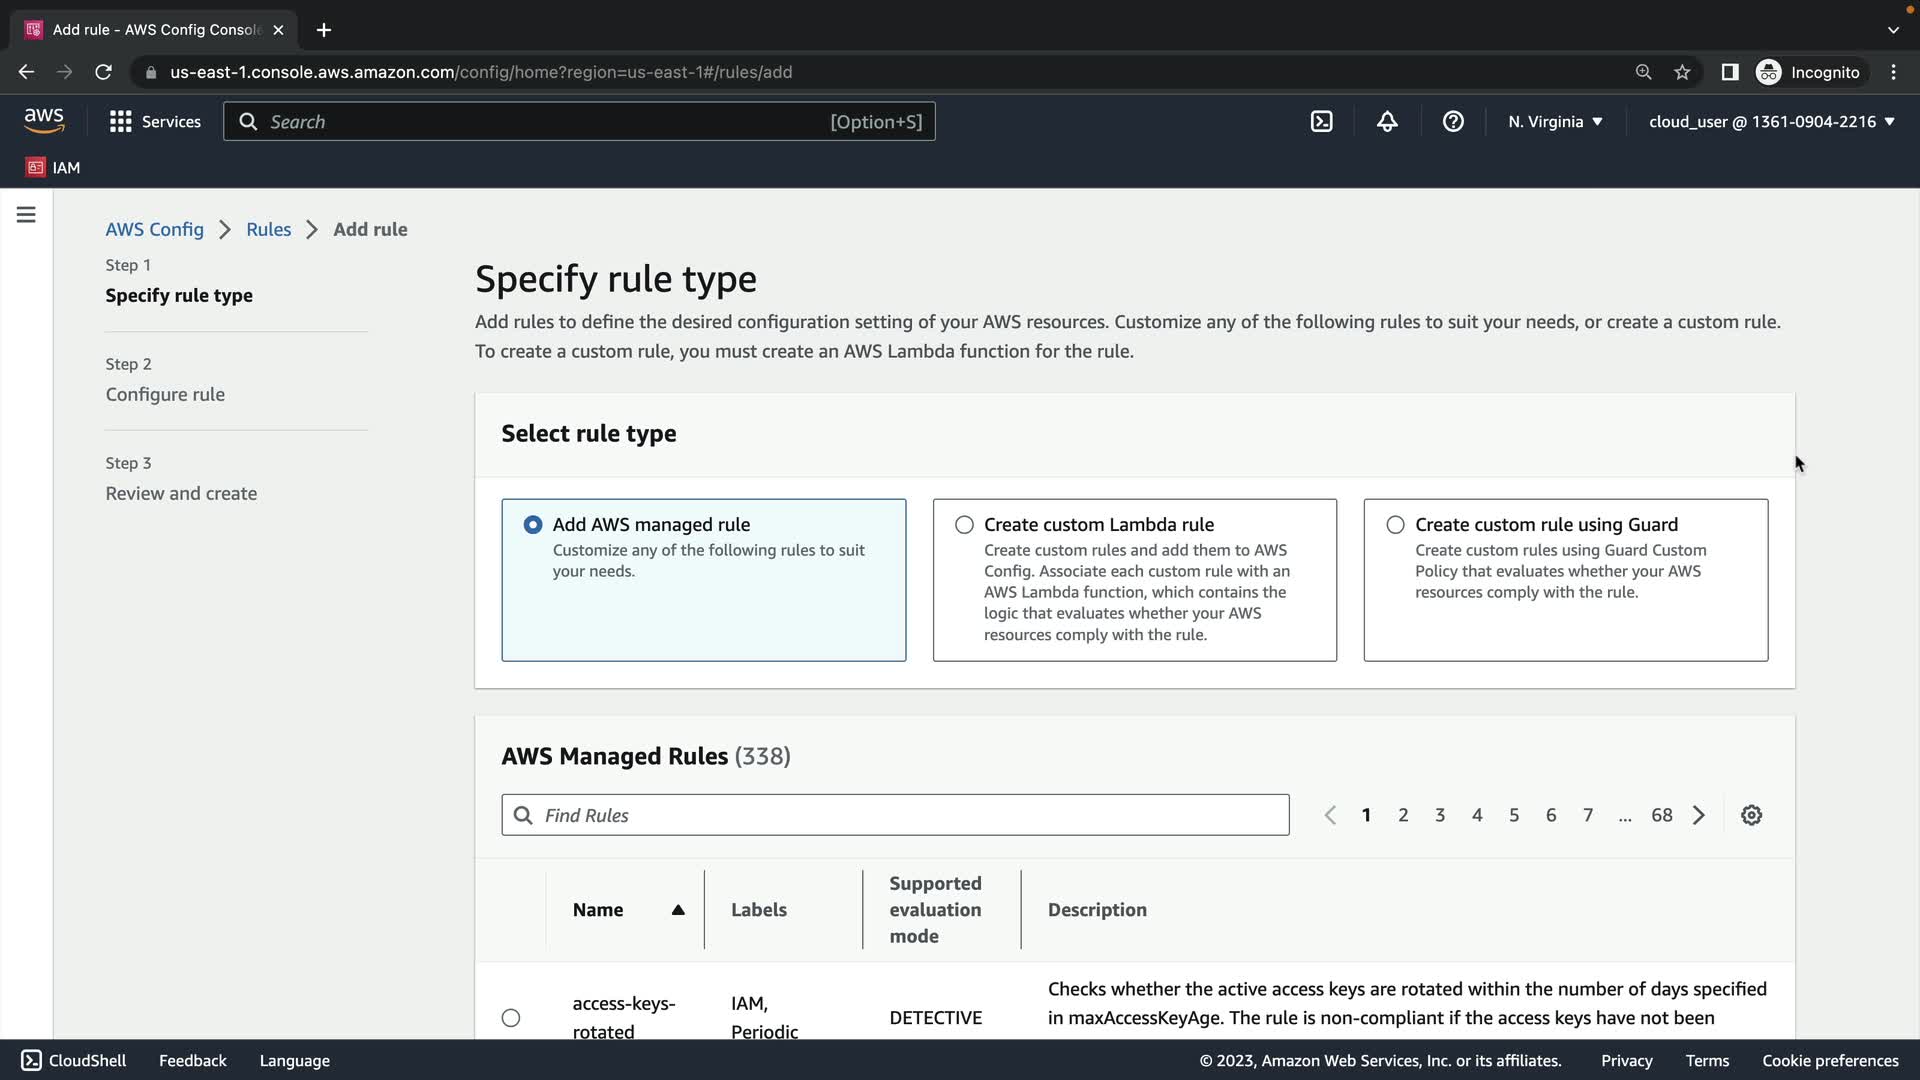 Add rule - AWS Config Console
us-east-1.console.aws.amazon.com/config/home?region=us-east-1#/rules/add
Incognito
aws
Services
Search
[Option+S]
N. Virginia
cloud_user @ 1361-0904-2216
IAM
AWS Config
Rules
Add rule
Step 1
Specify rule type
Step 2
Configure rule
Step 3
Review and create
Specify rule type
Add rules to define the desired configuration setting of your AWS resources. Customize any of the following rules to suit your needs, or create a custom rule.
To create a custom rule, you must create an AWS Lambda function for the rule.
Select rule type
Add AWS managed rule
Customize any of the following rules to suit
your needs.
Create custom Lambda rule
Create custom rules and add them to AWS
Config. Associate each custom rule with an
AWS Lambda function, which contains the
logic that evaluates whether your AWS
resources comply with the rule.
Create custom rule using Guard
Create custom rules using Guard Custom
Policy that evaluates whether your AWS
resources comply with the rule.
AWS Managed Rules (338)
Find Rules
1 2 3 4 5 6 7 ... 68
Name
Labels
Supported
evaluation
mode
Description
access-keys-
rotated
IAM,
Periodic
DETECTIVE
Checks whether the active access keys are rotated within the number of days specified
in maxAccessKeyAge. The rule is non-compliant if the access keys have not been
CloudShell
Feedback
Language
© 2023, Amazon Web Services, Inc. or its affiliates.
Privacy
Terms
Cookie preferences